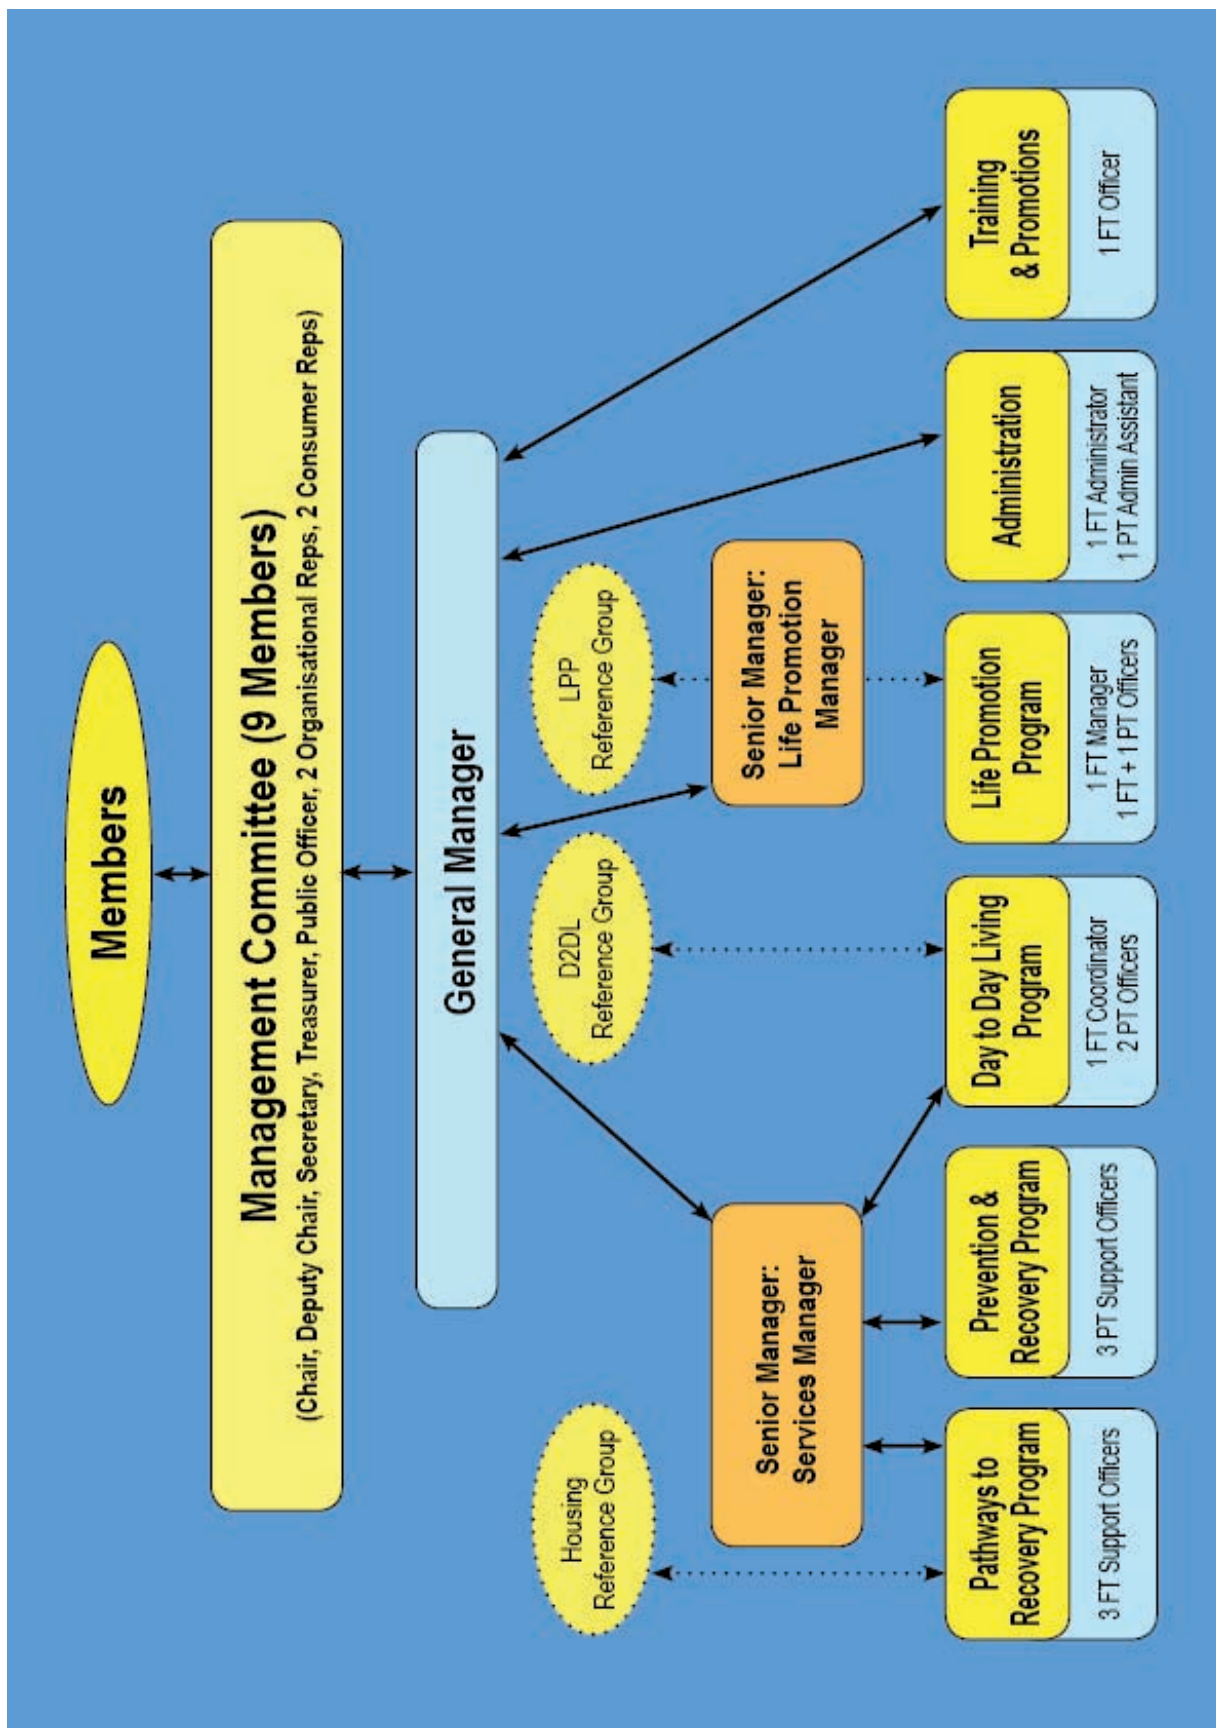 Members
Management Committee (9 Members)
(Chair, Deputy Chair, Secretary, Treasurer, Public Officer, 2 Organisational Reps, 2 Consumer Reps)
General Manager
Housing
Reference Group
D2DL
Reference Group
LPP
Reference Group
Senior Manager:
Services Manager
Senior Manager:
Life Promotion
Manager
Pathways to
Recovery Program
3 FT Support Officers
Prevention &
Recovery Program
3 PT Support Officers
Day to Day Living
Program
1 FT Coordinator
2 PT Officers
Life Promotion
Program
1 FT Manager
1 FT + 1 PT Officers
Administration
1 FT Administrator
1 PT Admin Assistant
Training
& Promotions
1 FT Officer